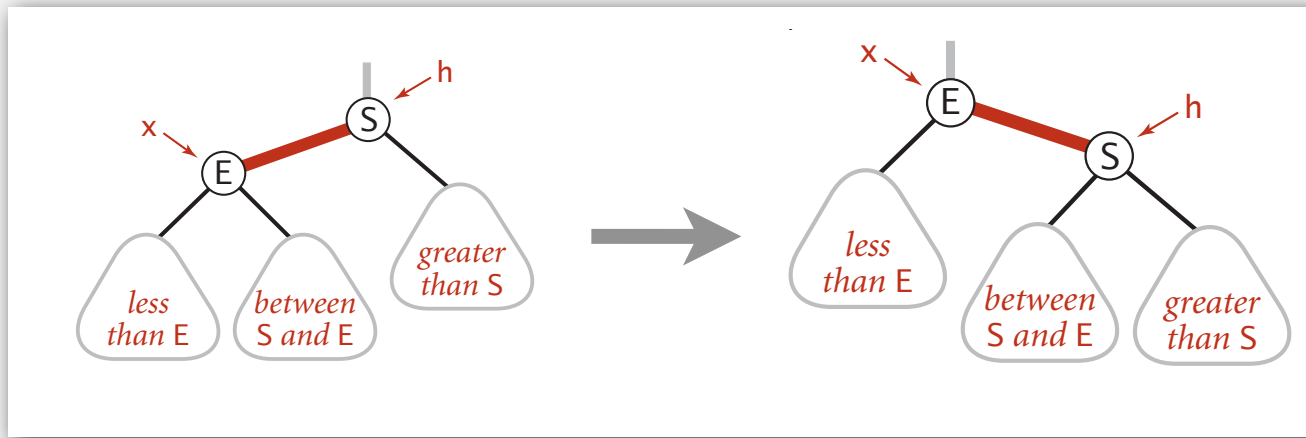 h
S
x
E
less
than E
between
S and E
greater
than S
x
E
h
S
less
than E
between
S and E
greater
than S